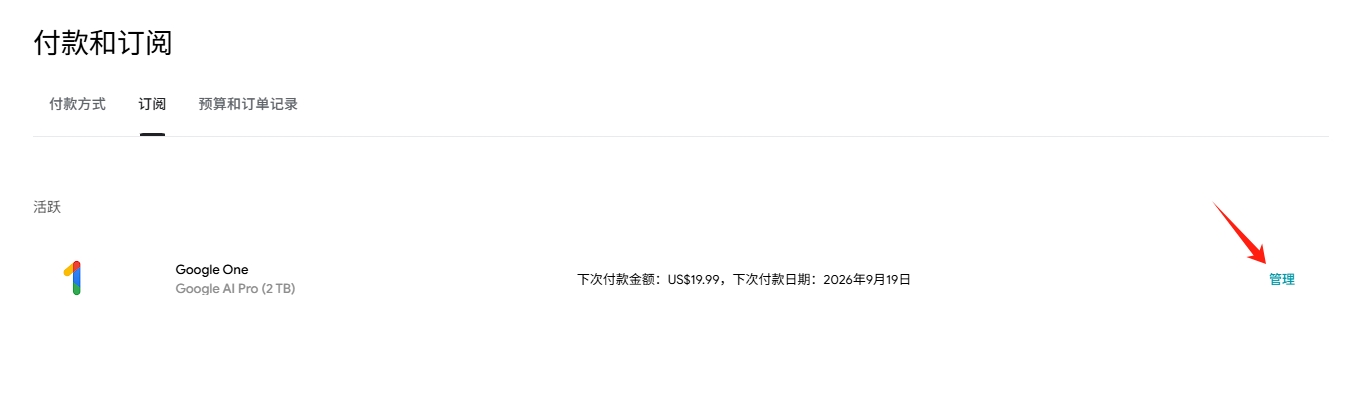 付款和订阅
付款方式 订阅 预算和订单记录
活跃
Google One
Google AI Pro (2 TB)
下次付款金额：US$19.99，下次付款日期：2026年9月19日
管理